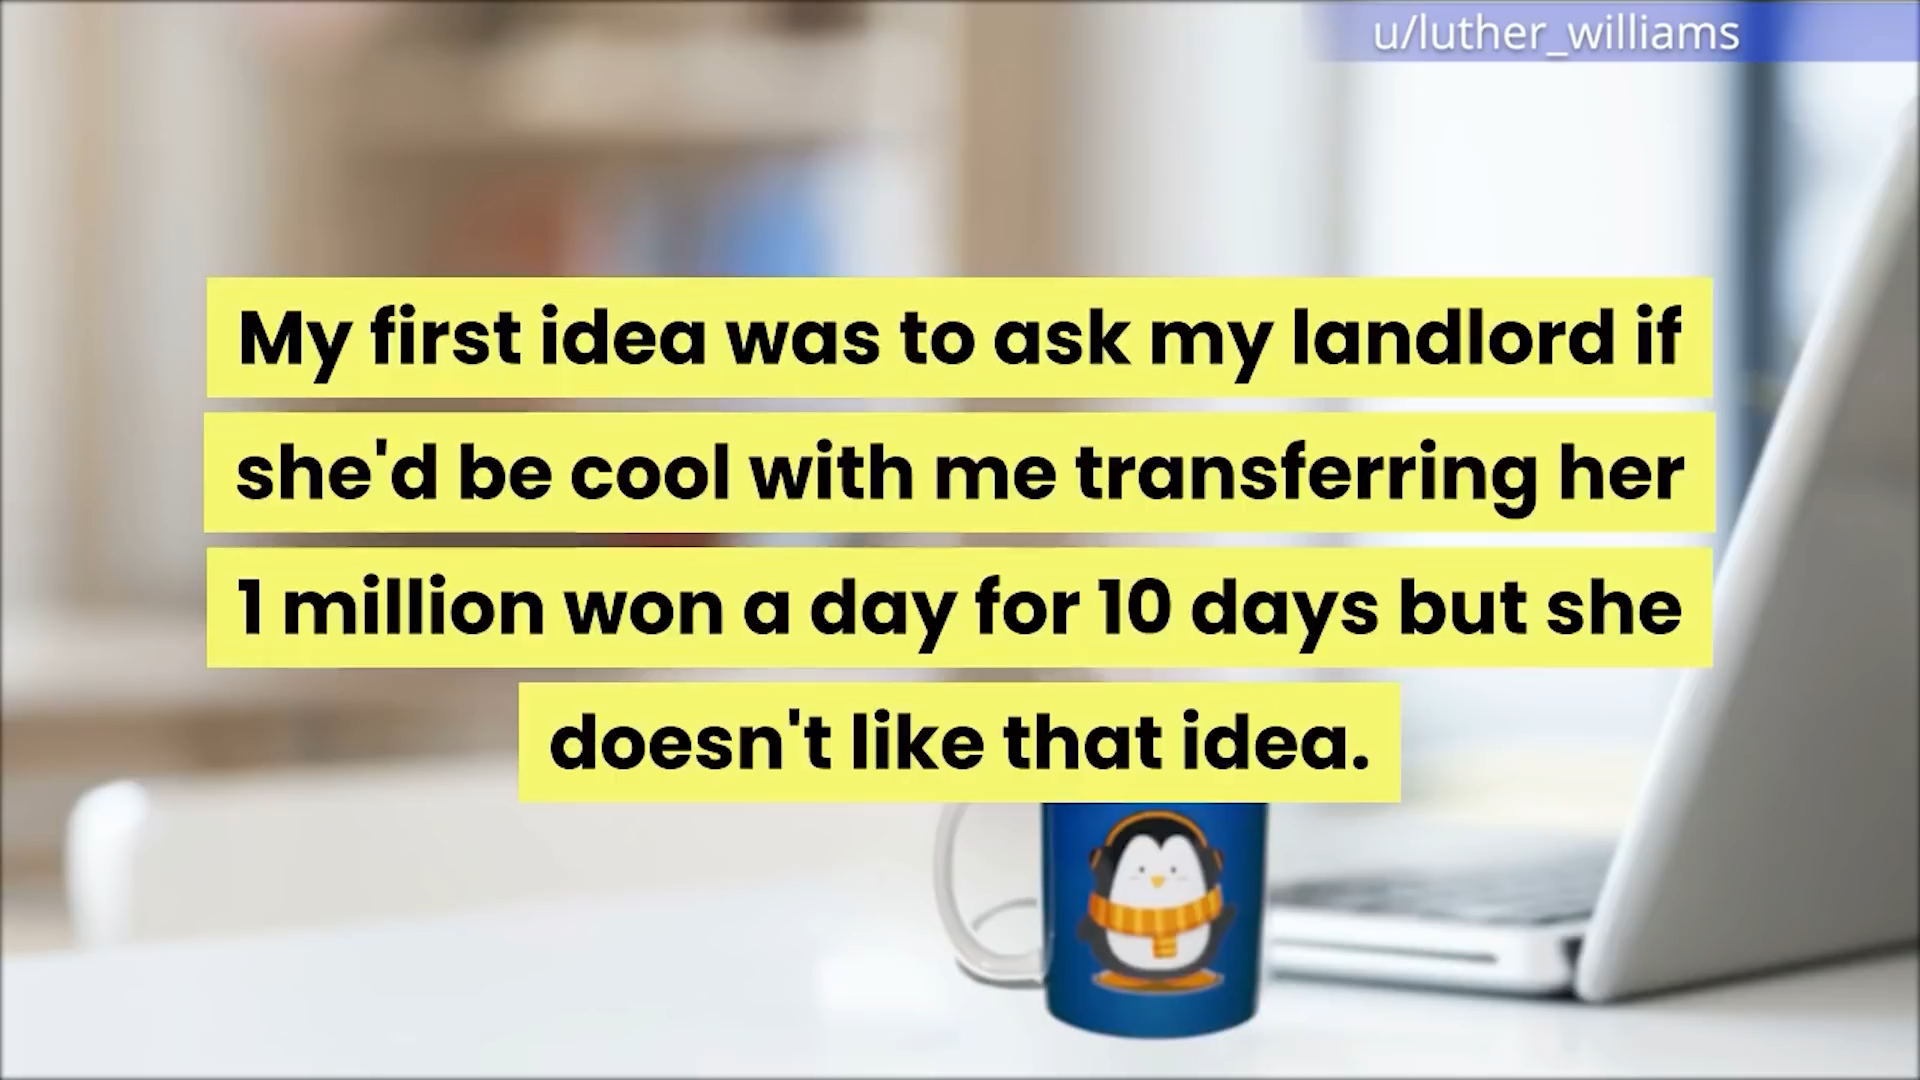 u/luther_williams
My first idea was to ask my landlord if
she'd be cool with me transferring her
1 million won a day for 10 days but she
doesn't like that idea.